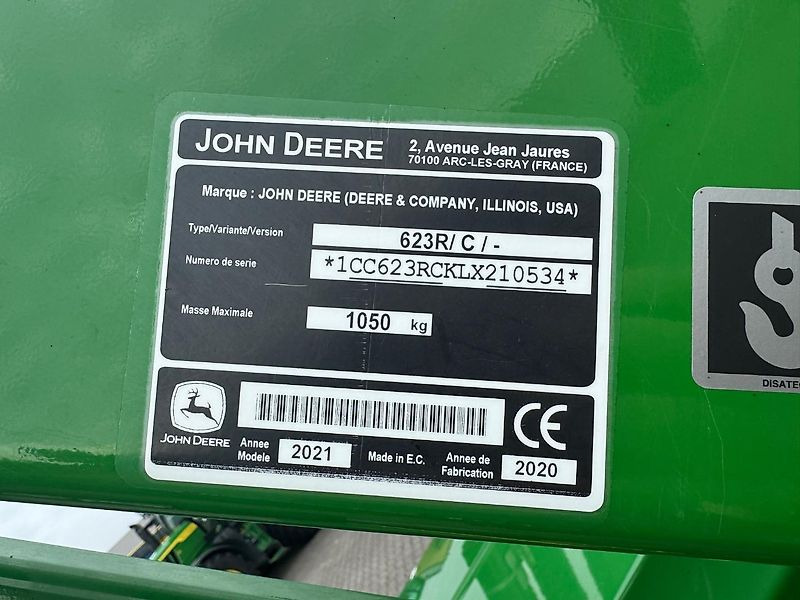 JOHN DEERE
2, Avenue Jean Jaures
70100 ARC-LES-GRAY (FRANCE)
Marque : JOHN DEERE (DEERE & COMPANY, ILLINOIS, USA)
Type/Variante/Version 623R/ C / -
Numero de serie *1CC623RCKLX210534*
Masse Maximale 1050 kg
JOHN DEERE
Annee Modele 2021
Made in E.C.
Annee de Fabrication 2020
CE